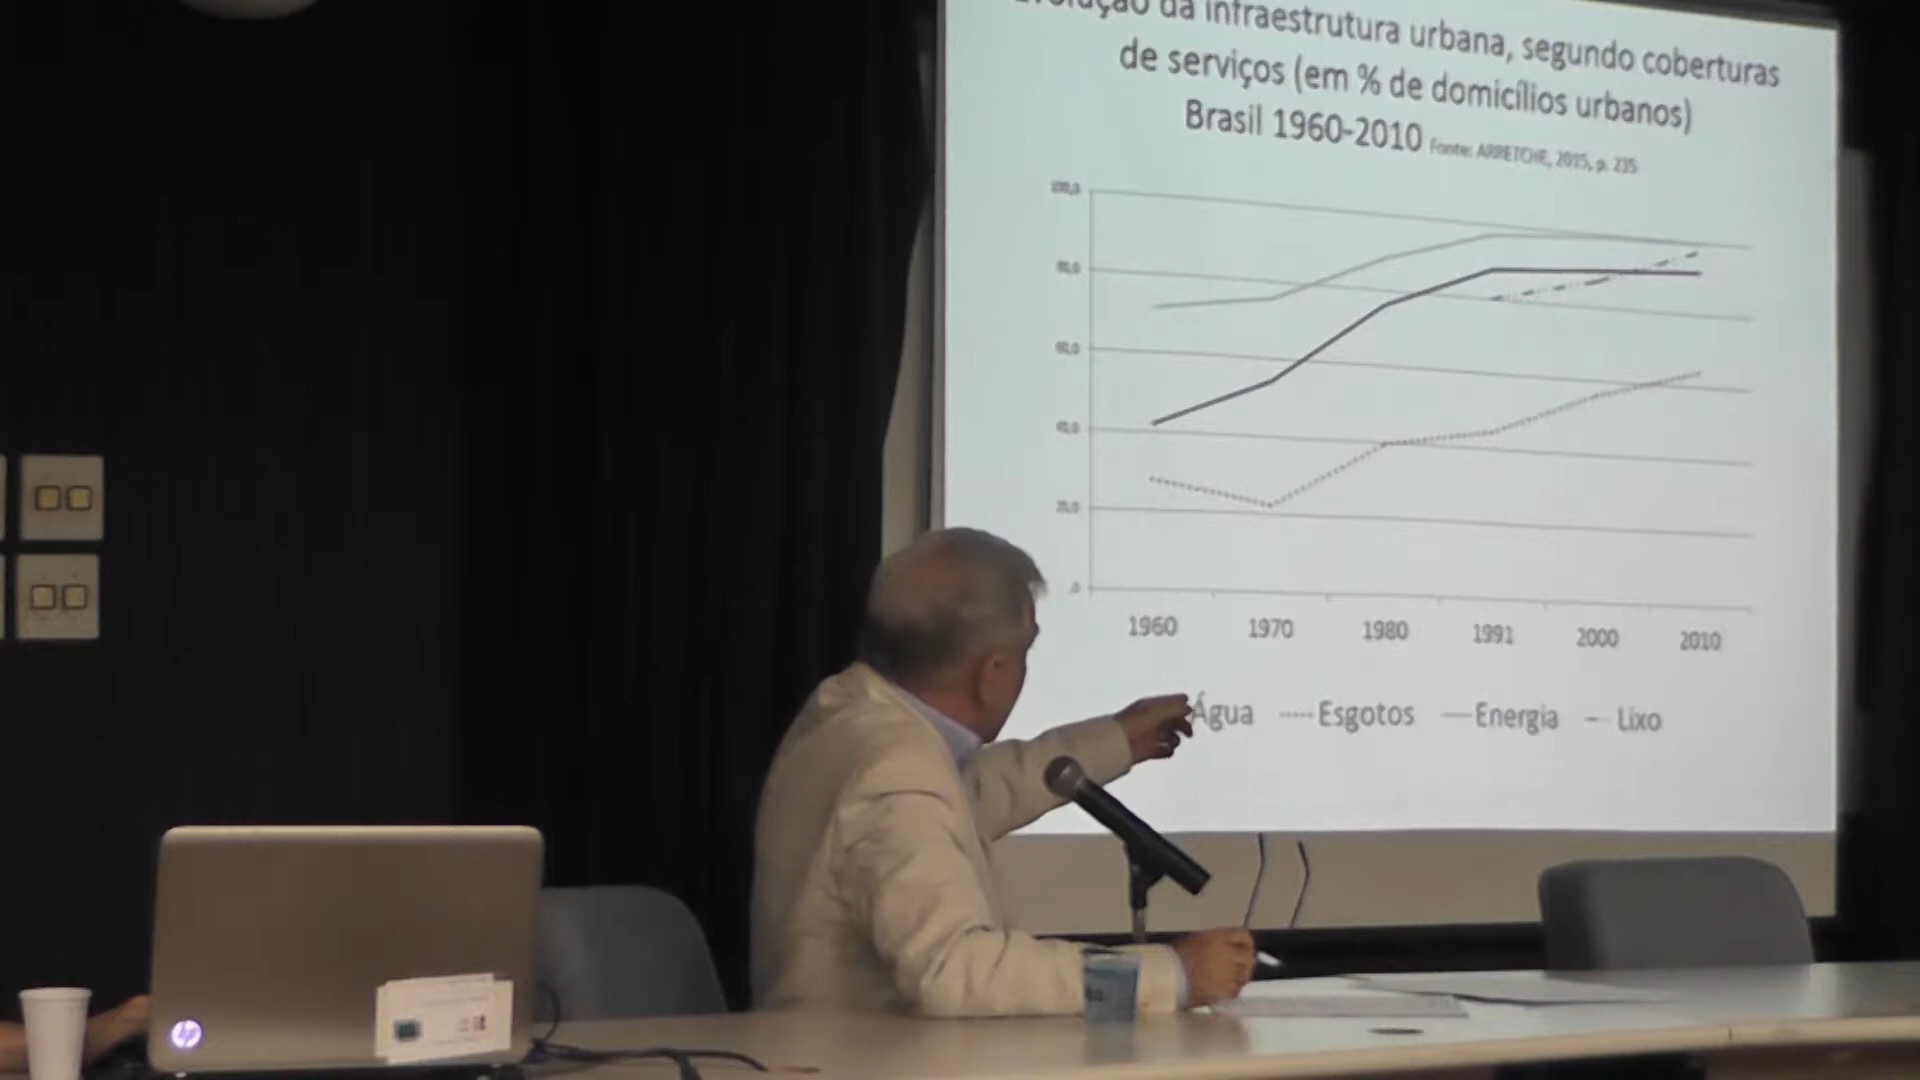 Evolução da infraestrutura urbana, segundo coberturas
de serviços (em % de domicílios urbanos)
Brasil 1960-2010 Fonte: ARRETCHE, 2015, p. 235
100,0
80,0
60,0
40,0
20,0
,0
1960 1970 1980 1991 2000 2010
Água Esgotos Energia Lixo
hp